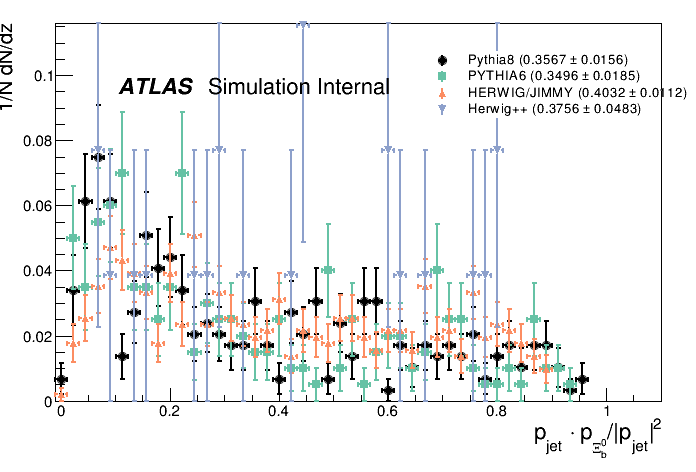 1/N dN/dz
ATLAS Simulation Internal
Pythia8 (0.3567 ± 0.0156)
PYTHIA6 (0.3496 ± 0.0185)
HERWIG/JIMMY (0.4032 ± 0.0112)
Herwig++ (0.3756 ± 0.0483)
0.1
0.08
0.06
0.04
0.02
0
0 0.2 0.4 0.6 0.8 1
p_jet · p_Ξ_b^0/|p_jet|^2